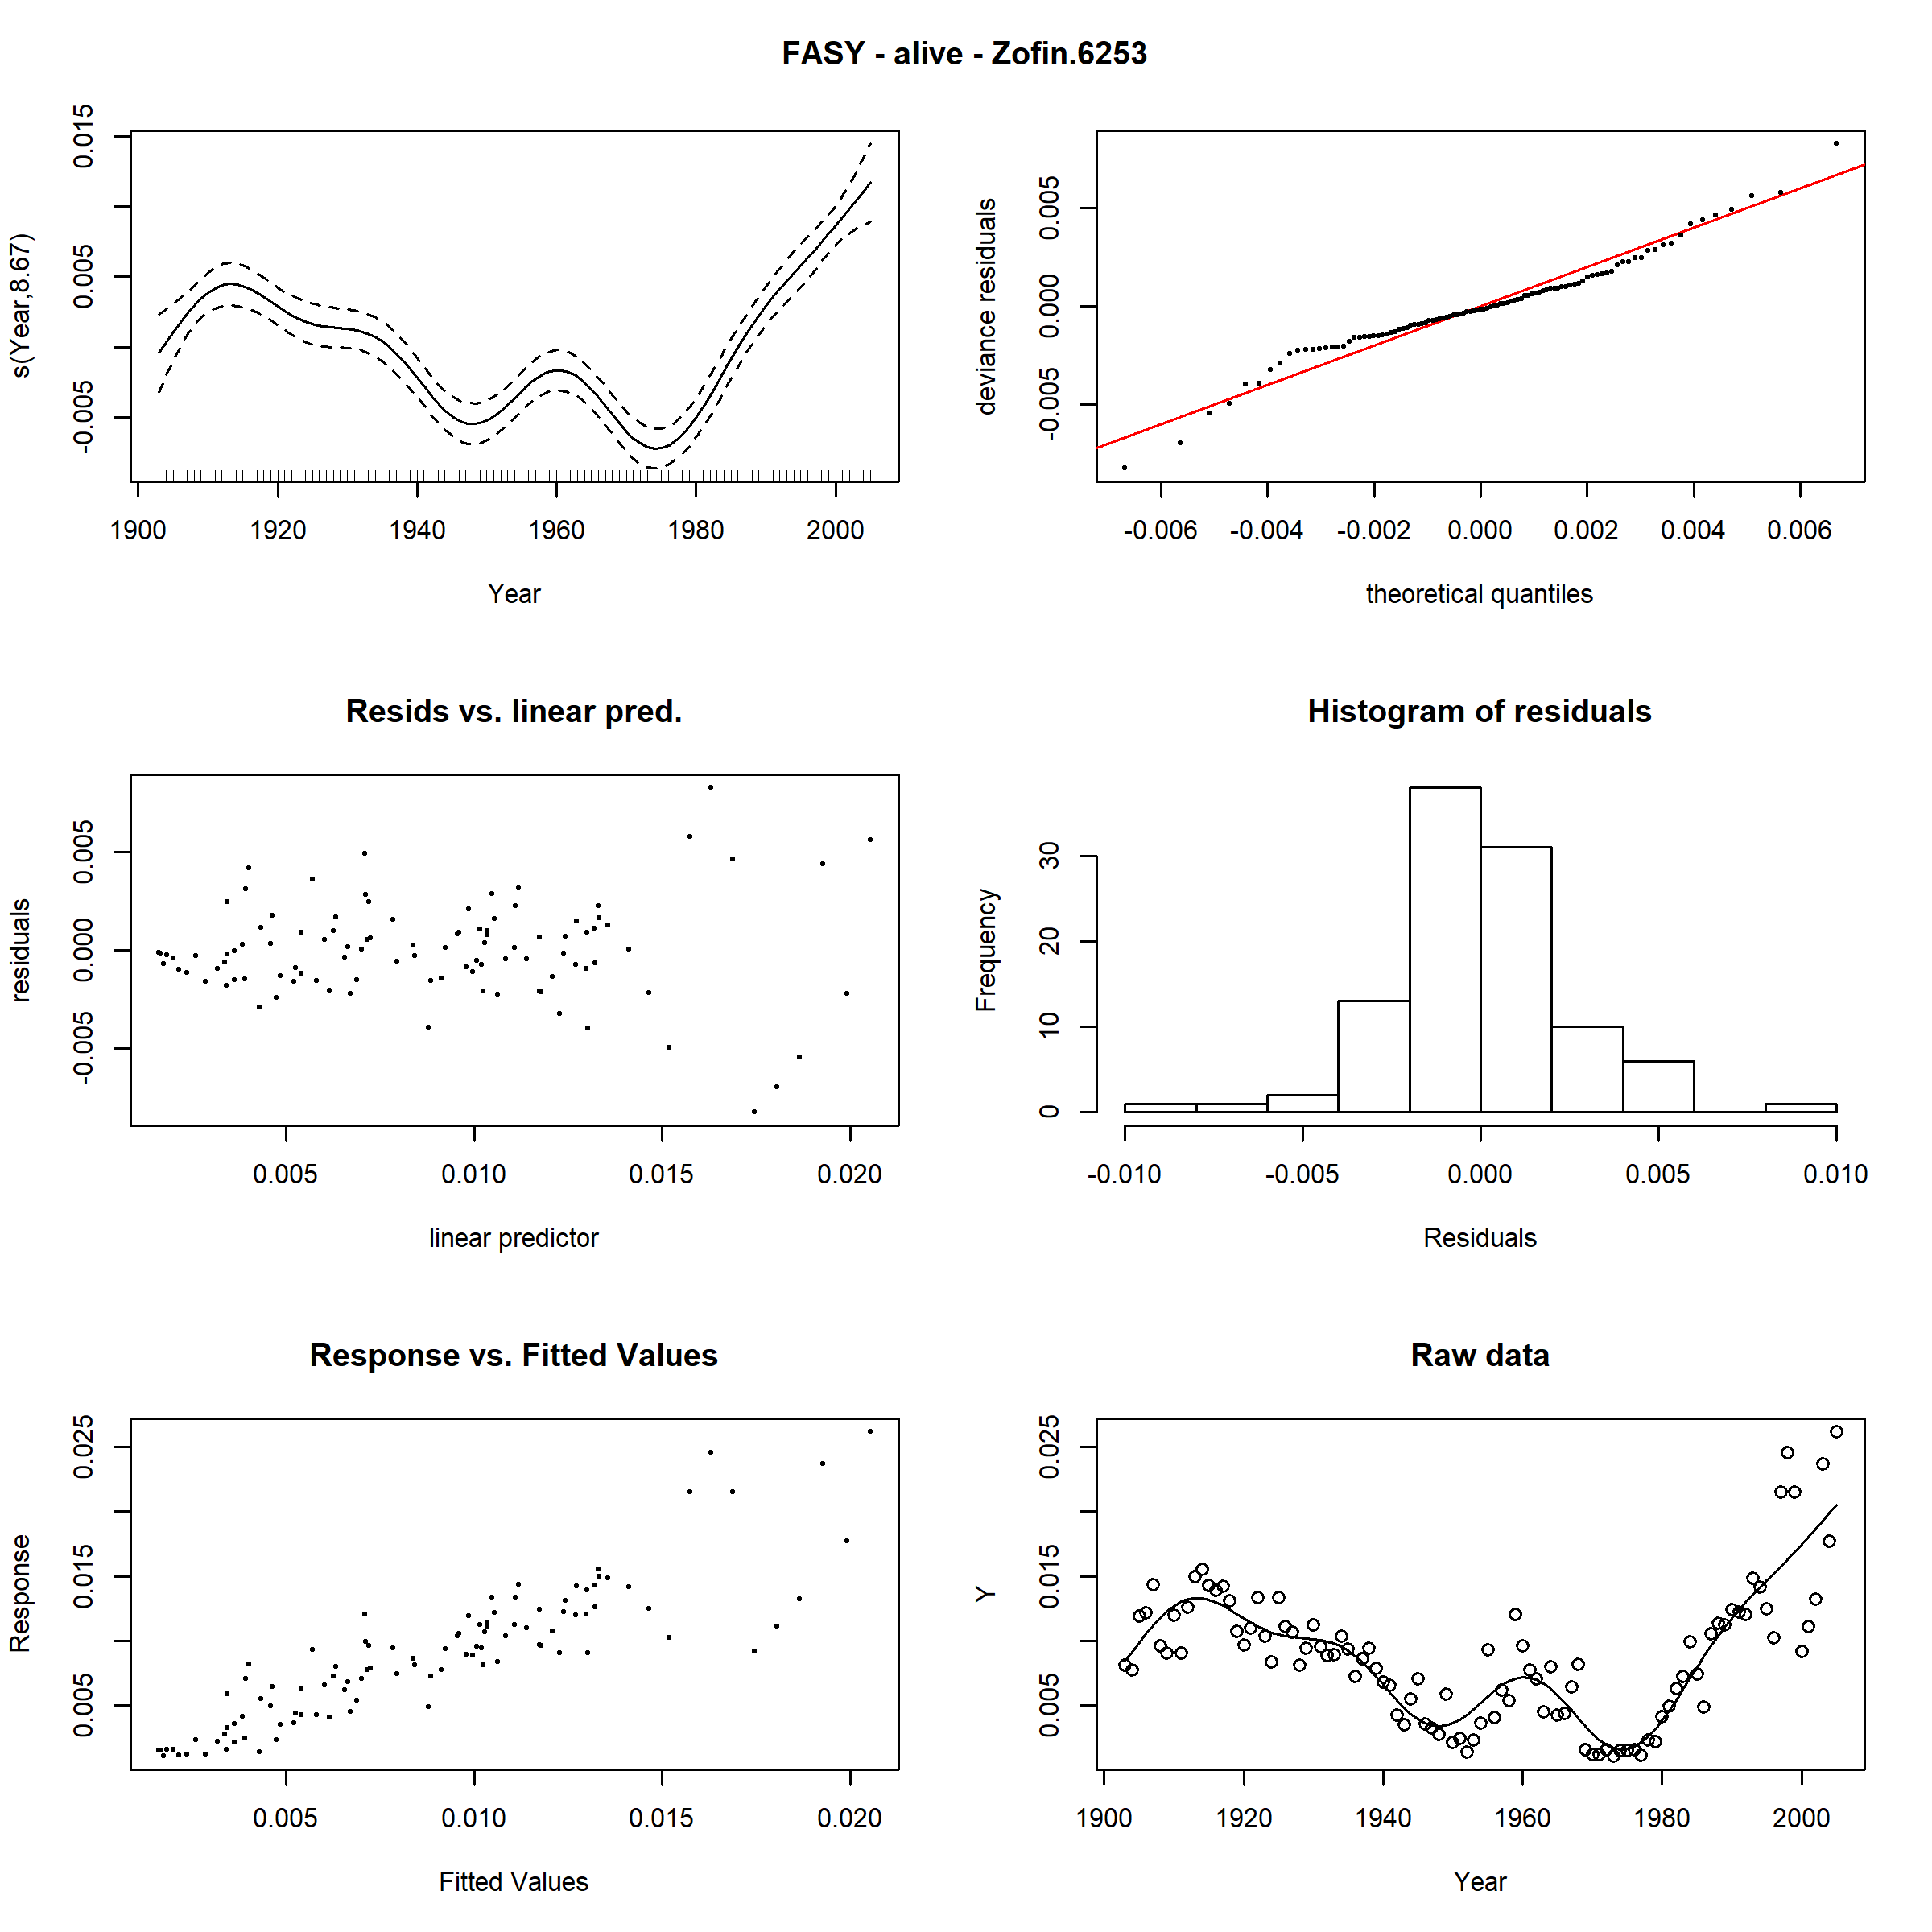 FASY - alive - Zofin.6253
s(Year,8.67)
-0.005 0.005 0.015
1900 1920 1940 1960 1980 2000
Year
deviance residuals
-0.005 0.000 0.005
-0.006 -0.004 -0.002 0.000 0.002 0.004 0.006
theoretical quantiles
Resids vs. linear pred.
residuals
-0.005 0.000 0.005
0.005 0.010 0.015 0.020
linear predictor
Histogram of residuals
Frequency
0 10 20 30
-0.010 -0.005 0.000 0.005 0.010
Residuals
Response vs. Fitted Values
Response
0.005 0.015 0.025
0.005 0.010 0.015 0.020
Fitted Values
Raw data
Y
0.005 0.015 0.025
1900 1920 1940 1960 1980 2000
Year